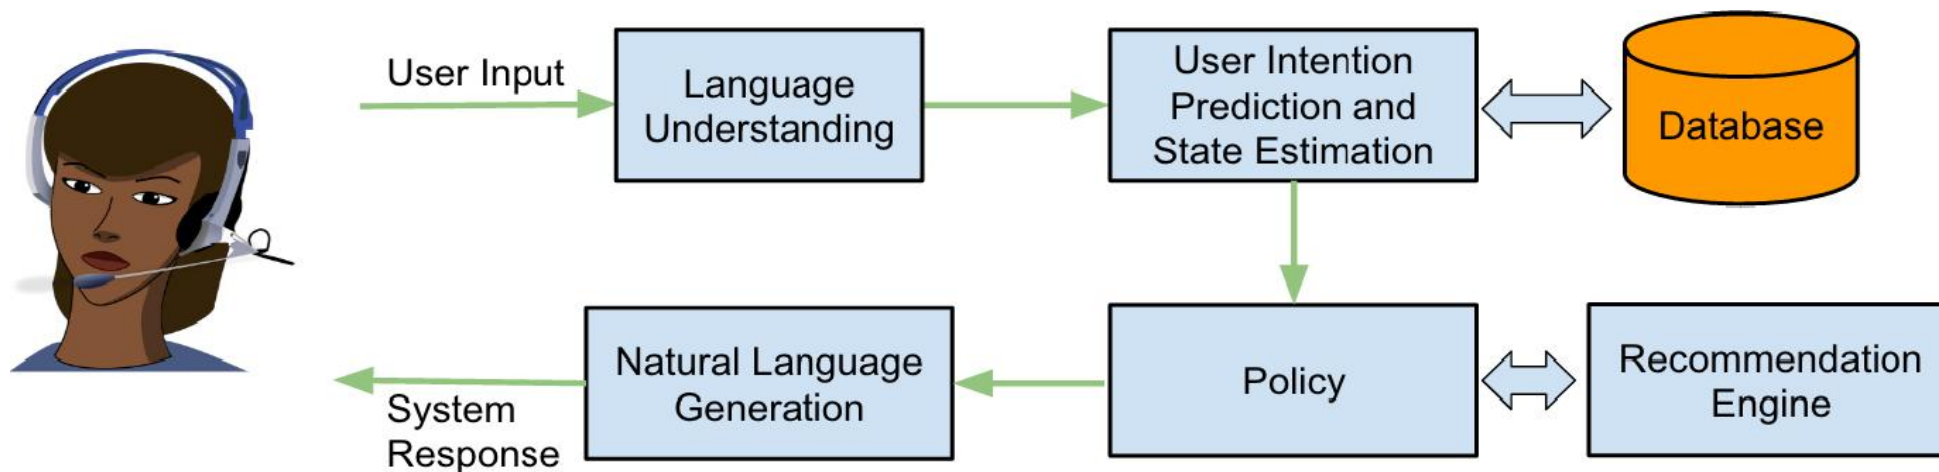 User Input
Language
Understanding
User Intention
Prediction and
State Estimation
Database
Natural Language
Generation
Policy
Recommendation
Engine
System
Response